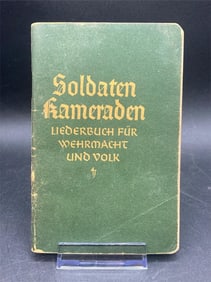 Soldaten
Kameraden
LIEDERBUCH FÜR
WEHRMACHT
UND VOLK